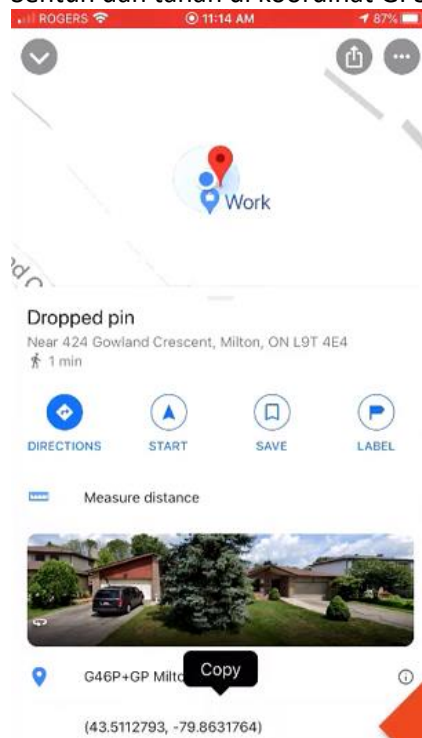 ROGERS 11:14 AM 87%
Work
Dropped pin
Near 424 Gowland Crescent, Milton, ON L9T 4E4
1 min
DIRECTIONS START SAVE LABEL
Measure distance
Copy
G46P+GP
(43.5112793, -79.8631764)